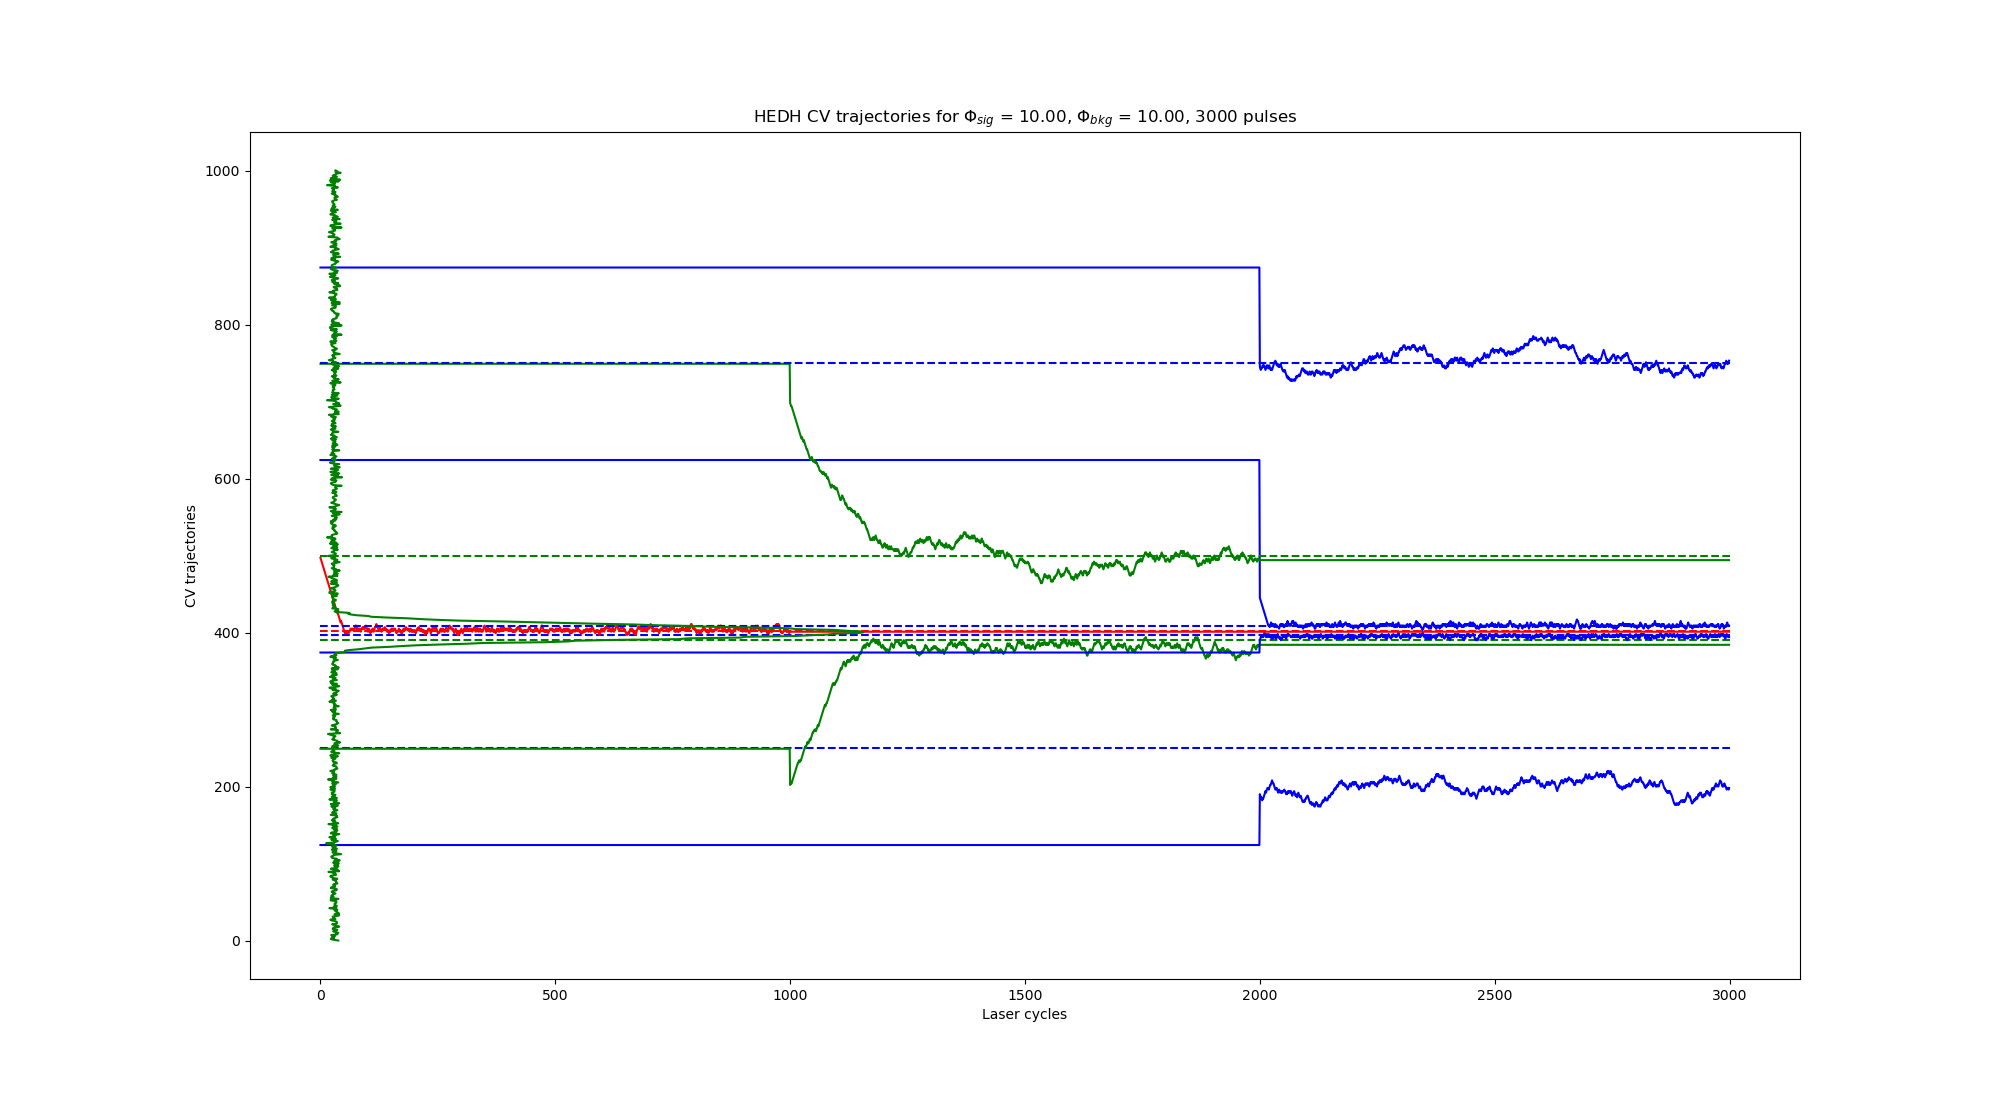 HEDH CV trajectories for Φsig = 10.00, Φbkg = 10.00, 3000 pulses
1000
800
600
400
200
0
CV trajectories
0 500 1000 1500 2000 2500 3000
Laser cycles